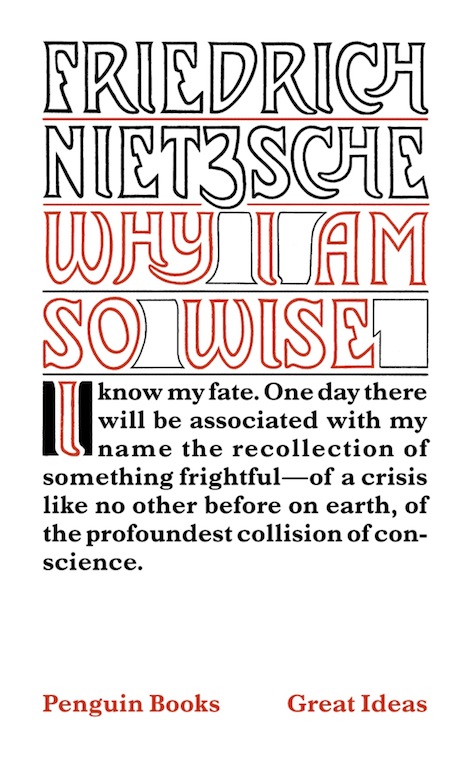 FRIEDRICH
NIETZSCHE
WHY I AM
SO WISE
I know my fate. One day there
will be associated with my
name the recollection of
something frightful—of a crisis
like no other before on earth, of
the profoundest collision of con-
science.
Penguin Books Great Ideas